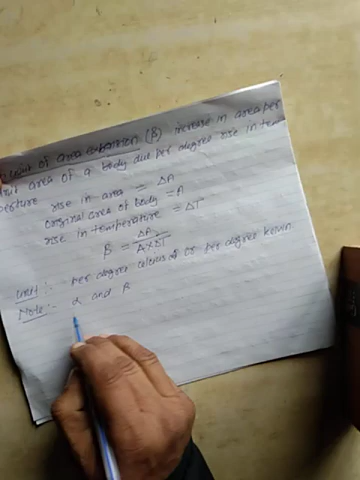 of area expansion (β) increase in area per
area of a body due per degree rise in tem
perature
rise in area = ΔA
original area of body = A
rise in temperature = ΔT
β = ΔA / A×ΔT
Unit :- per degree celcius or per degree kelvin
Note :- α and β